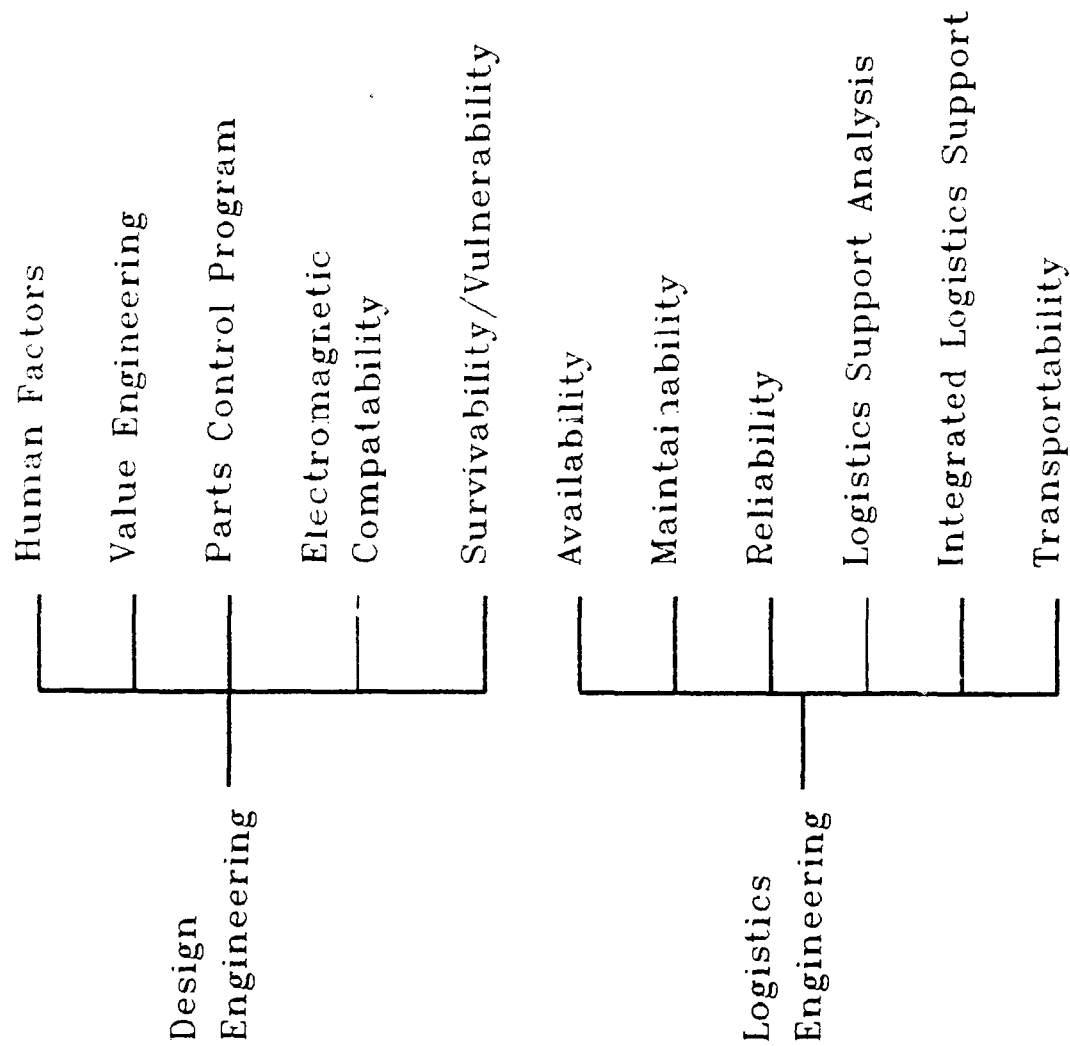 Design
Engineering
Human Factors
Value Engineering
Parts Control Program
Electromagnetic
Compatability
Survivability/Vulnerability
Logistics
Engineering
Availability
Maintainability
Reliability
Logistics Support Analysis
Integrated Logistics Support
Transportability